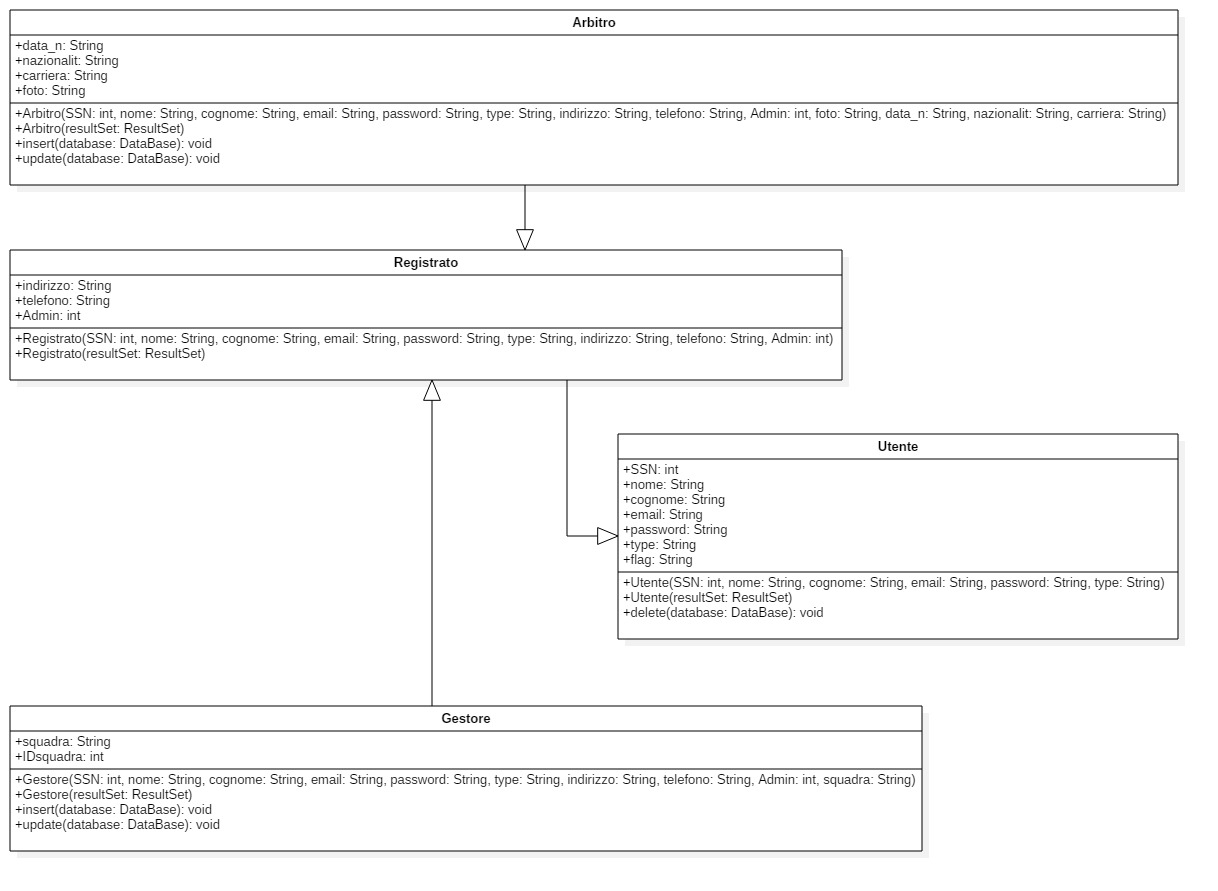 Arbitro
+data_n: String
+nazionalit: String
+carriera: String
+foto: String
+Arbitro(SSN: int, nome: String, cognome: String, email: String, password: String, type: String, indirizzo: String, telefono: String, Admin: int, foto: String, data_n: String, nazionalit: String, carriera: String)
+Arbitro(resultSet: ResultSet)
+insert(database: DataBase): void
+update(database: DataBase): void
Registrato
+indirizzo: String
+telefono: String
+Admin: int
+Registrato(SSN: int, nome: String, cognome: String, email: String, password: String, type: String, indirizzo: String, telefono: String, Admin: int)
+Registrato(resultSet: ResultSet)
Utente
+SSN: int
+nome: String
+cognome: String
+email: String
+password: String
+type: String
+flag: String
+Utente(SSN: int, nome: String, cognome: String, email: String, password: String, type: String)
+Utente(resultSet: ResultSet)
+delete(database: DataBase): void
Gestore
+squadra: String
+IDsquadra: int
+Gestore(SSN: int, nome: String, cognome: String, email: String, password: String, type: String, indirizzo: String, telefono: String, Admin: int, squadra: String)
+Gestore(resultSet: ResultSet)
+insert(database: DataBase): void
+update(database: DataBase): void